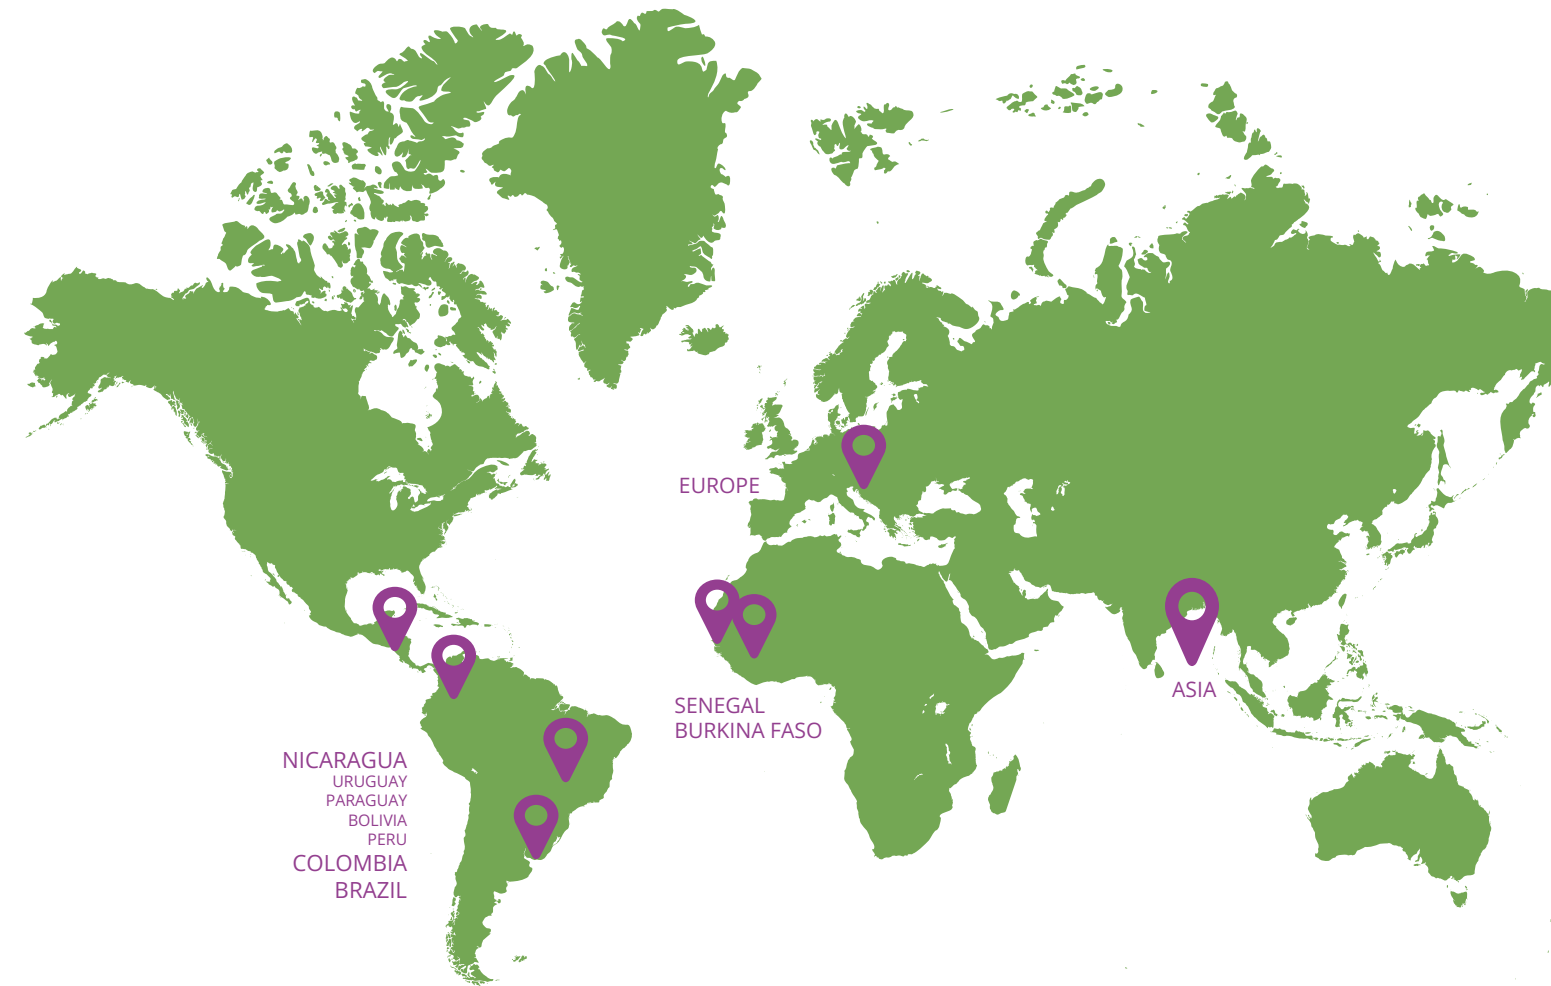 EUROPE
ASIA
SENEGAL
BURKINA FASO
NICARAGUA
URUGUAY
PARAGUAY
BOLIVIA
PERU
COLOMBIA
BRAZIL